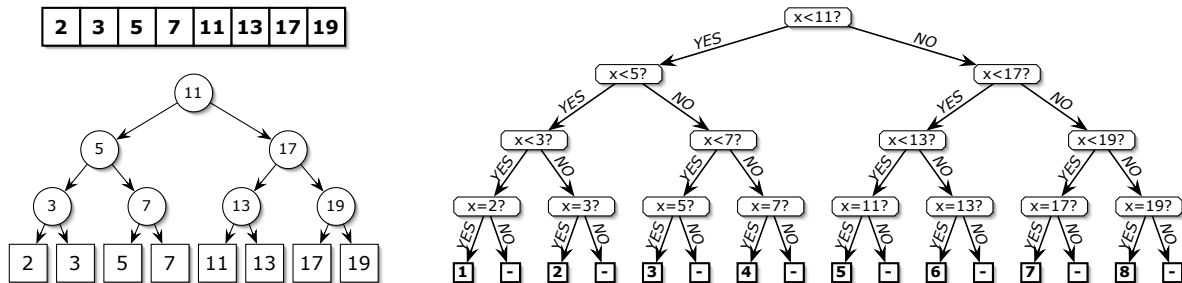 2 3 5 7 11 13 17 19
11
5 17
3 7 13 19
2 3 5 7 11 13 17 19
x<11?
YES NO
x<5? x<17?
YES NO YES NO
x<3? x<7? x<13? x<19?
YES NO YES NO YES NO YES NO
x=2? x=3? x=5? x=7? x=11? x=13? x=17? x=19?
YES NO YES NO YES NO YES NO YES NO YES NO YES NO YES NO
1 - 2 - 3 - 4 - 5 - 6 - 7 - 8 -